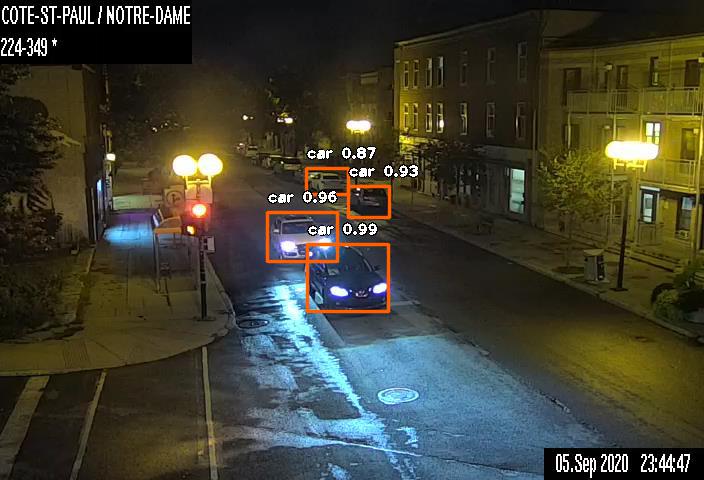 COTE-ST-PAUL / NOTRE-DAME
224-349 *
car 0.87
car 0.93
car 0.96
car 0.99
05.Sep 2020 23:44:47